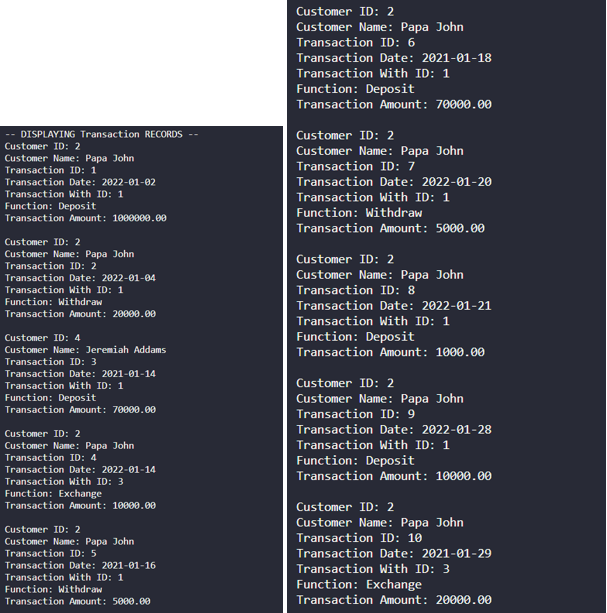 -- DISPLAYING Transaction RECORDS --
Customer ID: 2
Customer Name: Papa John
Transaction ID: 1
Transaction Date: 2022-01-02
Transaction With ID: 1
Function: Deposit
Transaction Amount: 1000000.00

Customer ID: 2
Customer Name: Papa John
Transaction ID: 2
Transaction Date: 2022-01-04
Transaction With ID: 1
Function: Withdraw
Transaction Amount: 20000.00

Customer ID: 4
Customer Name: Jeremiah Addams
Transaction ID: 3
Transaction Date: 2021-01-14
Transaction With ID: 1
Function: Deposit
Transaction Amount: 70000.00

Customer ID: 2
Customer Name: Papa John
Transaction ID: 4
Transaction Date: 2022-01-14
Transaction With ID: 3
Function: Exchange
Transaction Amount: 10000.00

Customer ID: 2
Customer Name: Papa John
Transaction ID: 5
Transaction Date: 2021-01-16
Transaction With ID: 1
Function: Withdraw
Transaction Amount: 5000.00

Customer ID: 2
Customer Name: Papa John
Transaction ID: 6
Transaction Date: 2021-01-18
Transaction With ID: 1
Function: Deposit
Transaction Amount: 70000.00

Customer ID: 2
Customer Name: Papa John
Transaction ID: 7
Transaction Date: 2022-01-20
Transaction With ID: 1
Function: Withdraw
Transaction Amount: 5000.00

Customer ID: 2
Customer Name: Papa John
Transaction ID: 8
Transaction Date: 2022-01-21
Transaction With ID: 1
Function: Deposit
Transaction Amount: 1000.00

Customer ID: 2
Customer Name: Papa John
Transaction ID: 9
Transaction Date: 2022-01-28
Transaction With ID: 1
Function: Deposit
Transaction Amount: 10000.00

Customer ID: 2
Customer Name: Papa John
Transaction ID: 10
Transaction Date: 2021-01-29
Transaction With ID: 3
Function: Exchange
Transaction Amount: 20000.00